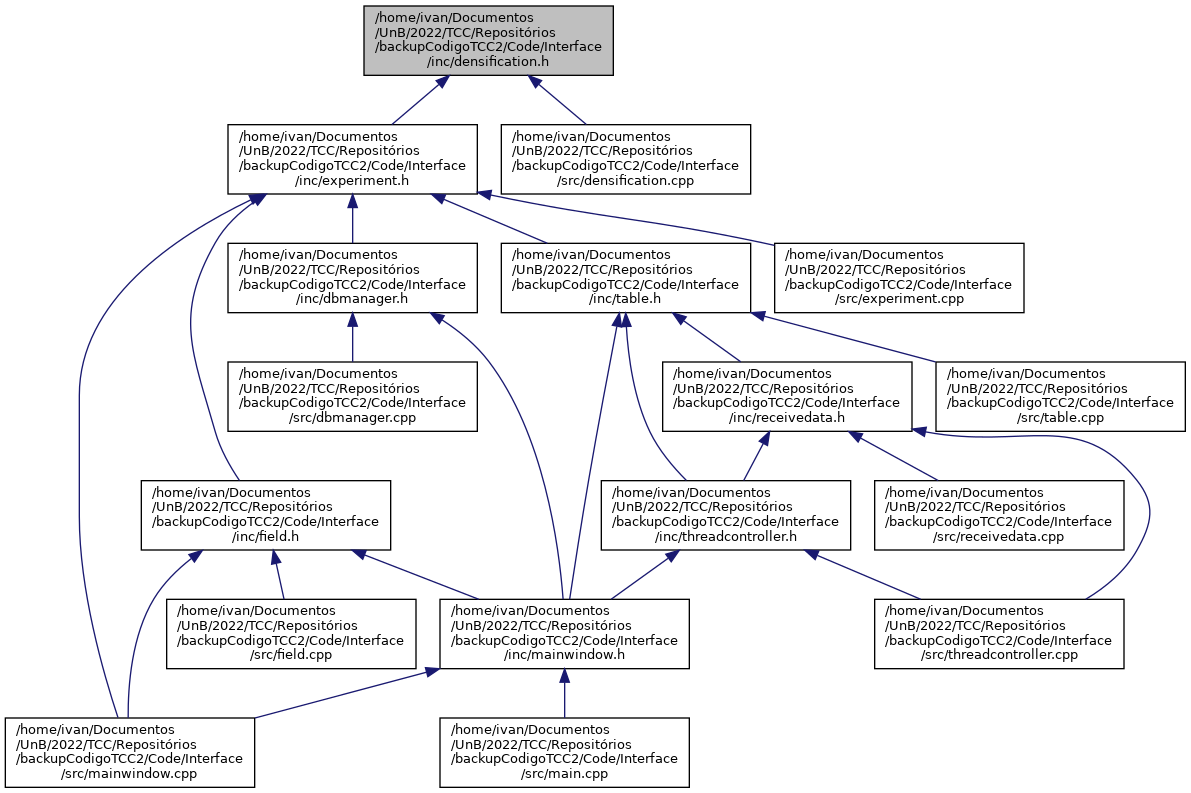 /home/ivan/Documentos
/UnB/2022/TCC/Repositórios
/backupCodigoTCC2/Code/Interface
/inc/densification.h
/home/ivan/Documentos
/UnB/2022/TCC/Repositórios
/backupCodigoTCC2/Code/Interface
/inc/experiment.h
/home/ivan/Documentos
/UnB/2022/TCC/Repositórios
/backupCodigoTCC2/Code/Interface
/src/densification.cpp
/home/ivan/Documentos
/UnB/2022/TCC/Repositórios
/backupCodigoTCC2/Code/Interface
/inc/dbmanager.h
/home/ivan/Documentos
/UnB/2022/TCC/Repositórios
/backupCodigoTCC2/Code/Interface
/inc/table.h
/home/ivan/Documentos
/UnB/2022/TCC/Repositórios
/backupCodigoTCC2/Code/Interface
/src/experiment.cpp
/home/ivan/Documentos
/UnB/2022/TCC/Repositórios
/backupCodigoTCC2/Code/Interface
/src/dbmanager.cpp
/home/ivan/Documentos
/UnB/2022/TCC/Repositórios
/backupCodigoTCC2/Code/Interface
/inc/receivedata.h
/home/ivan/Documentos
/UnB/2022/TCC/Repositórios
/backupCodigoTCC2/Code/Interface
/src/table.cpp
/home/ivan/Documentos
/UnB/2022/TCC/Repositórios
/backupCodigoTCC2/Code/Interface
/inc/field.h
/home/ivan/Documentos
/UnB/2022/TCC/Repositórios
/backupCodigoTCC2/Code/Interface
/inc/threadcontroller.h
/home/ivan/Documentos
/UnB/2022/TCC/Repositórios
/backupCodigoTCC2/Code/Interface
/src/receivedata.cpp
/home/ivan/Documentos
/UnB/2022/TCC/Repositórios
/backupCodigoTCC2/Code/Interface
/src/field.cpp
/home/ivan/Documentos
/UnB/2022/TCC/Repositórios
/backupCodigoTCC2/Code/Interface
/inc/mainwindow.h
/home/ivan/Documentos
/UnB/2022/TCC/Repositórios
/backupCodigoTCC2/Code/Interface
/src/threadcontroller.cpp
/home/ivan/Documentos
/UnB/2022/TCC/Repositórios
/backupCodigoTCC2/Code/Interface
/src/mainwindow.cpp
/home/ivan/Documentos
/UnB/2022/TCC/Repositórios
/backupCodigoTCC2/Code/Interface
/src/main.cpp